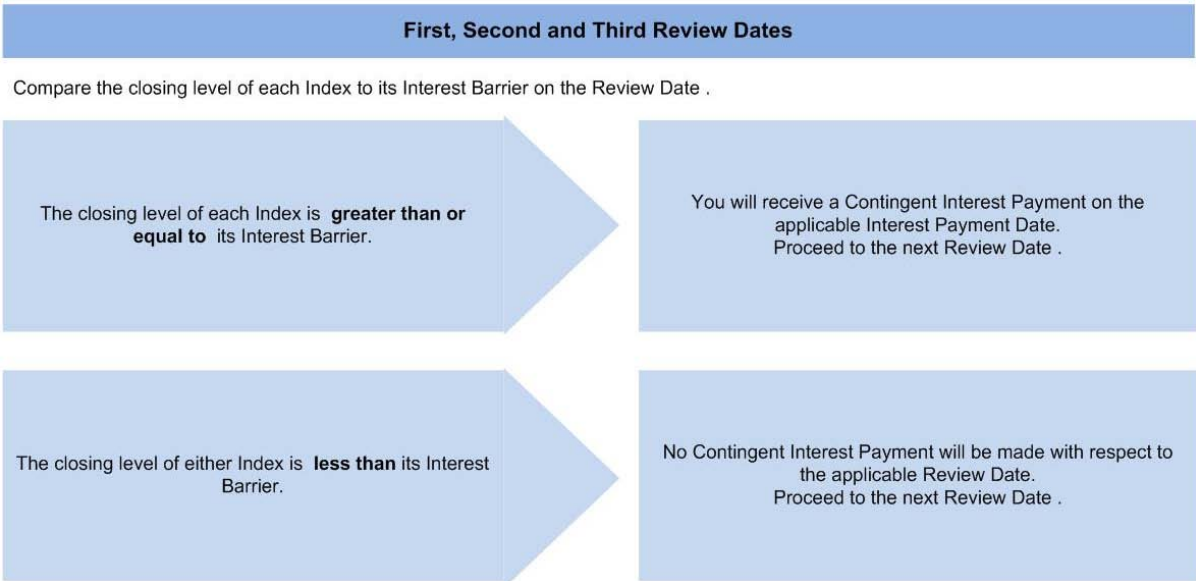 First, Second and Third Review Dates
Compare the closing level of each Index to its Interest Barrier on the Review Date .
The closing level of each Index is greater than or
equal to its Interest Barrier.
You will receive a Contingent Interest Payment on the
applicable Interest Payment Date.
Proceed to the next Review Date .
The closing level of either Index is less than its Interest
Barrier.
No Contingent Interest Payment will be made with respect to
the applicable Review Date.
Proceed to the next Review Date .